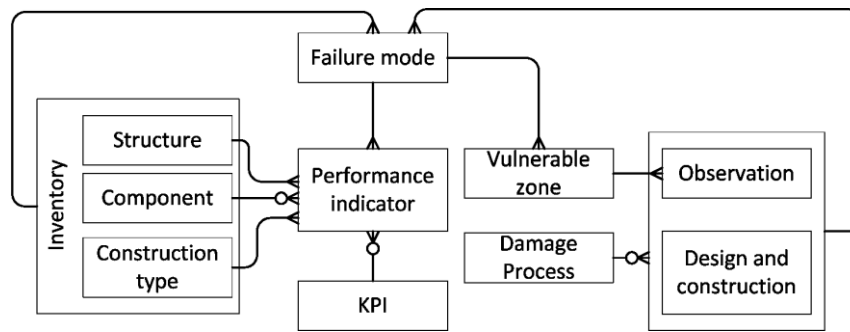 Failure mode
Inventory
Structure
Component
Construction
type
Performance
indicator
KPI
Vulnerable
zone
Damage
Process
Observation
Design and
construction